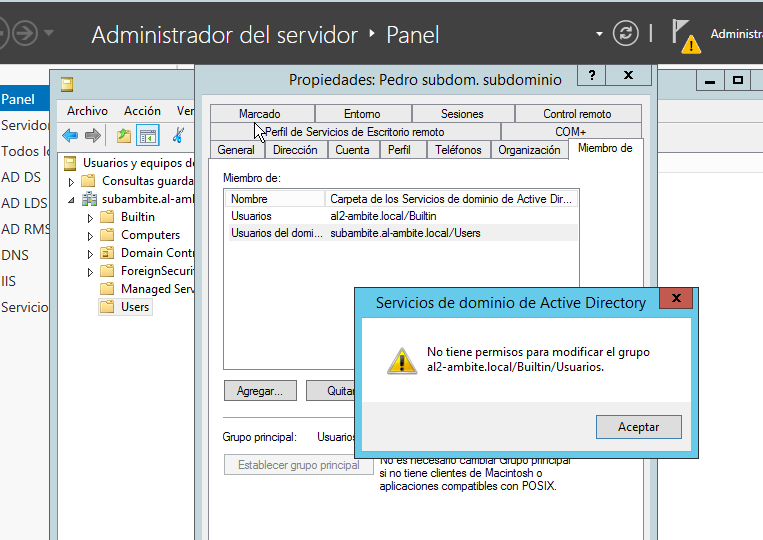 Administrador del servidor ‣ Panel
Administra
Propiedades: Pedro subdom. subdominio
Panel
Servidor
Todos lo
AD DS
AD LDS
AD RMS
DNS
IIS
Servicio
Archivo Acción Ver
Usuarios y equipos de
Consultas guarda
subambite.al-amb
Builtin
Computers
Domain Contr
ForeignSecurit
Managed Serv
Users
Marcado Entorno Sesiones Control remoto
Perfil de Servicios de Escritorio remoto COM+
General Dirección Cuenta Perfil Teléfonos Organización Miembro de
Miembro de:
Nombre Carpeta de los Servicios de dominio de Active Dir...
Usuarios al2-ambite.local/Builtin
Usuarios del domi... subambite.al-ambite.local/Users
Servicios de dominio de Active Directory
No tiene permisos para modificar el grupo
al2-ambite.local/Builtin/Usuarios.
Aceptar
Agregar... Quitar
Grupo principal: Usuarios
Establecer grupo principal
No es necesario cambiar Grupo principal
si no tiene clientes de Macintosh o
aplicaciones compatibles con POSIX.